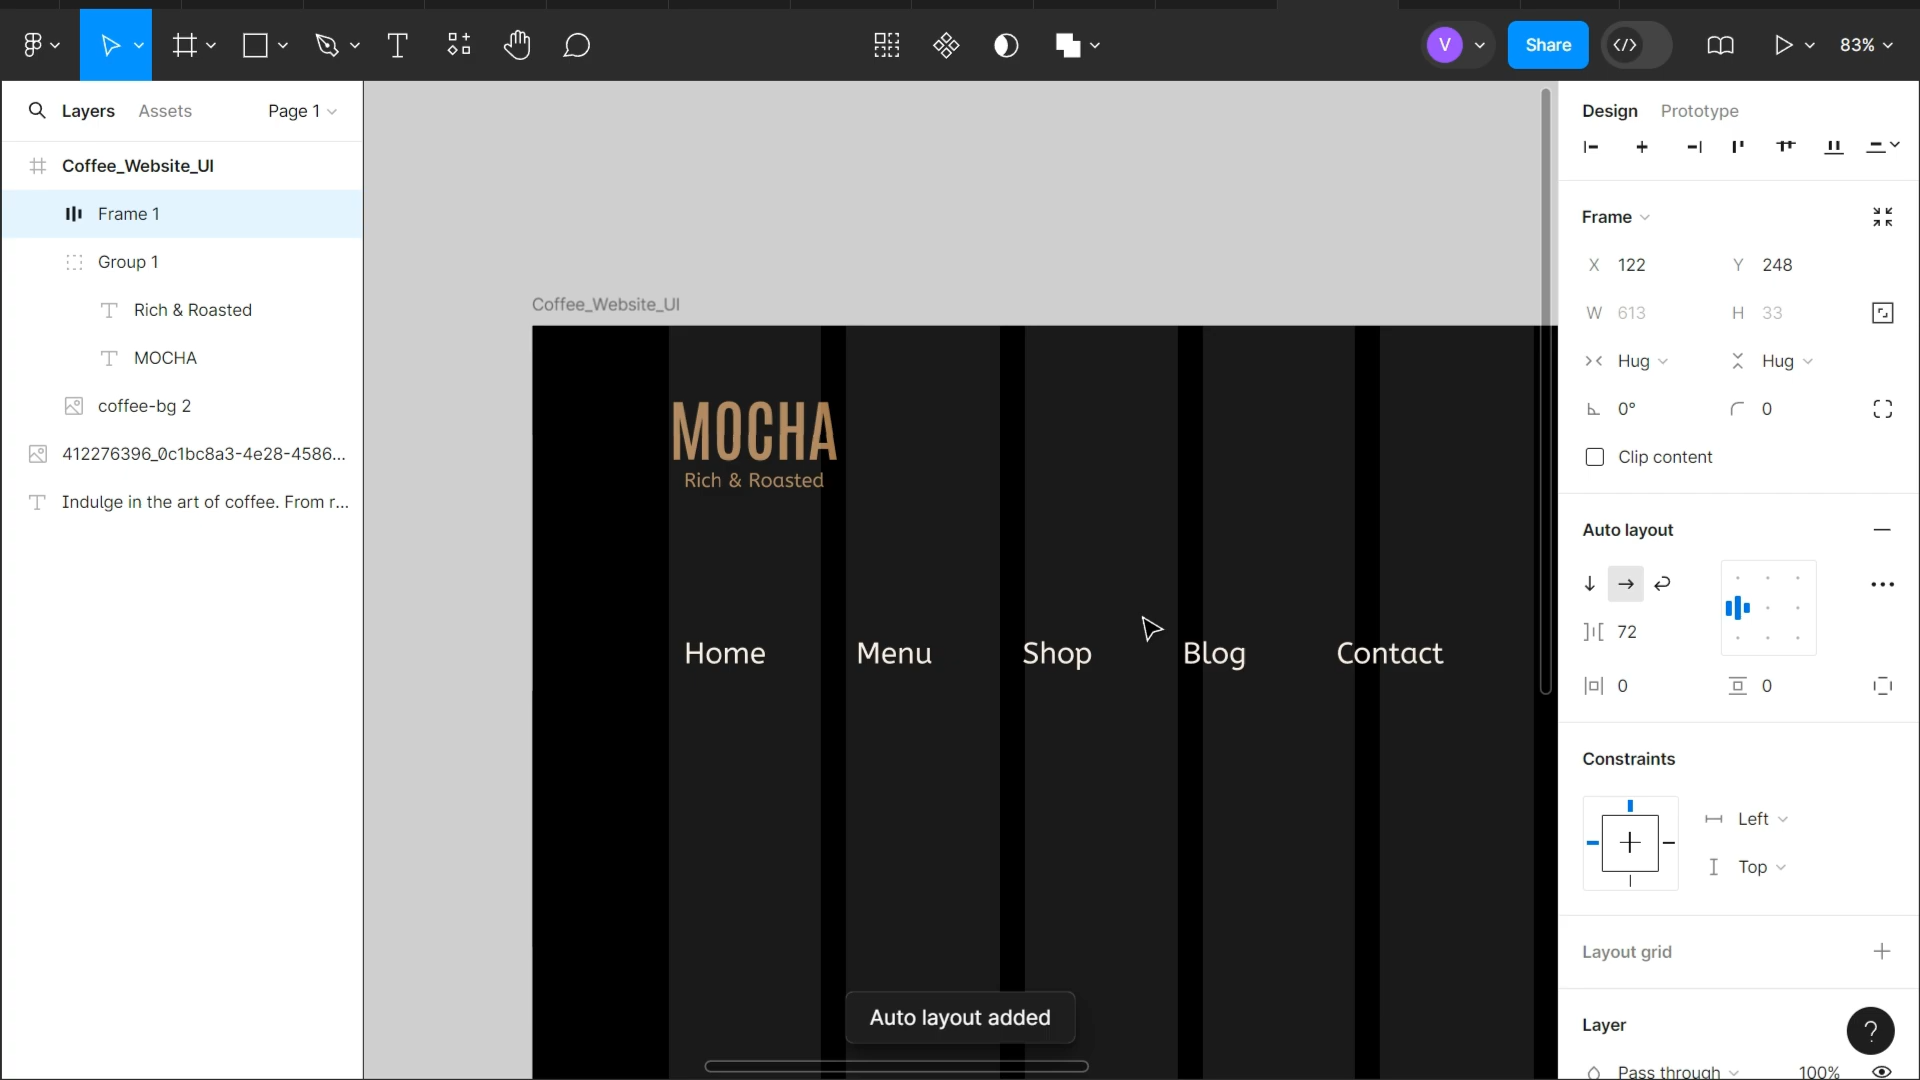 V
Share
83%
Layers
Assets
Page 1
Coffee_Website_UI
Frame 1
Group 1
Rich & Roasted
MOCHA
coffee-bg 2
412276396_0c1bc8a3-4e28-4586...
Indulge in the art of coffee. From r...
Coffee_Website_UI
MOCHA
Rich & Roasted
Home
Menu
Shop
Blog
Contact
Auto layout added
Design
Prototype
Frame
X 122
Y 248
W 613
H 33
Hug
Hug
0°
0
Clip content
Auto layout
72
0
0
Constraints
Left
Top
Layout grid
Layer
Pass through
100%
?